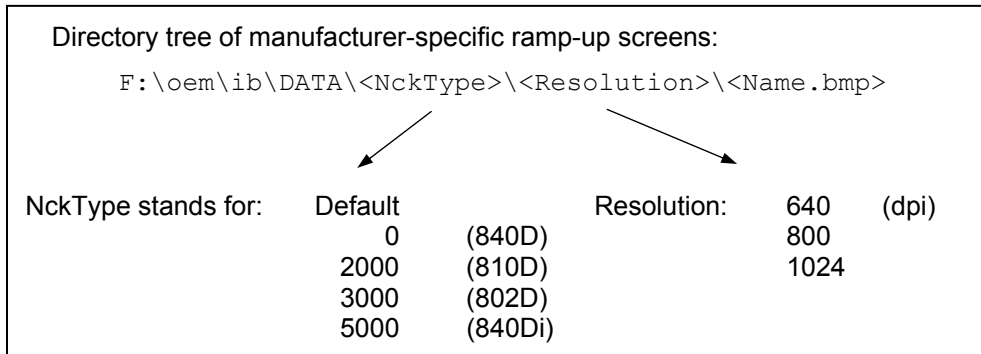 Directory tree of manufacturer-specific ramp-up screens:
F:\oem\ib\DATA\<NckType>\<Resolution>\<Name.bmp>
NckType stands for: Default Resolution: 640 (dpi)
0 (840D) 800
2000 (810D) 1024
3000 (802D)
5000 (840Di)